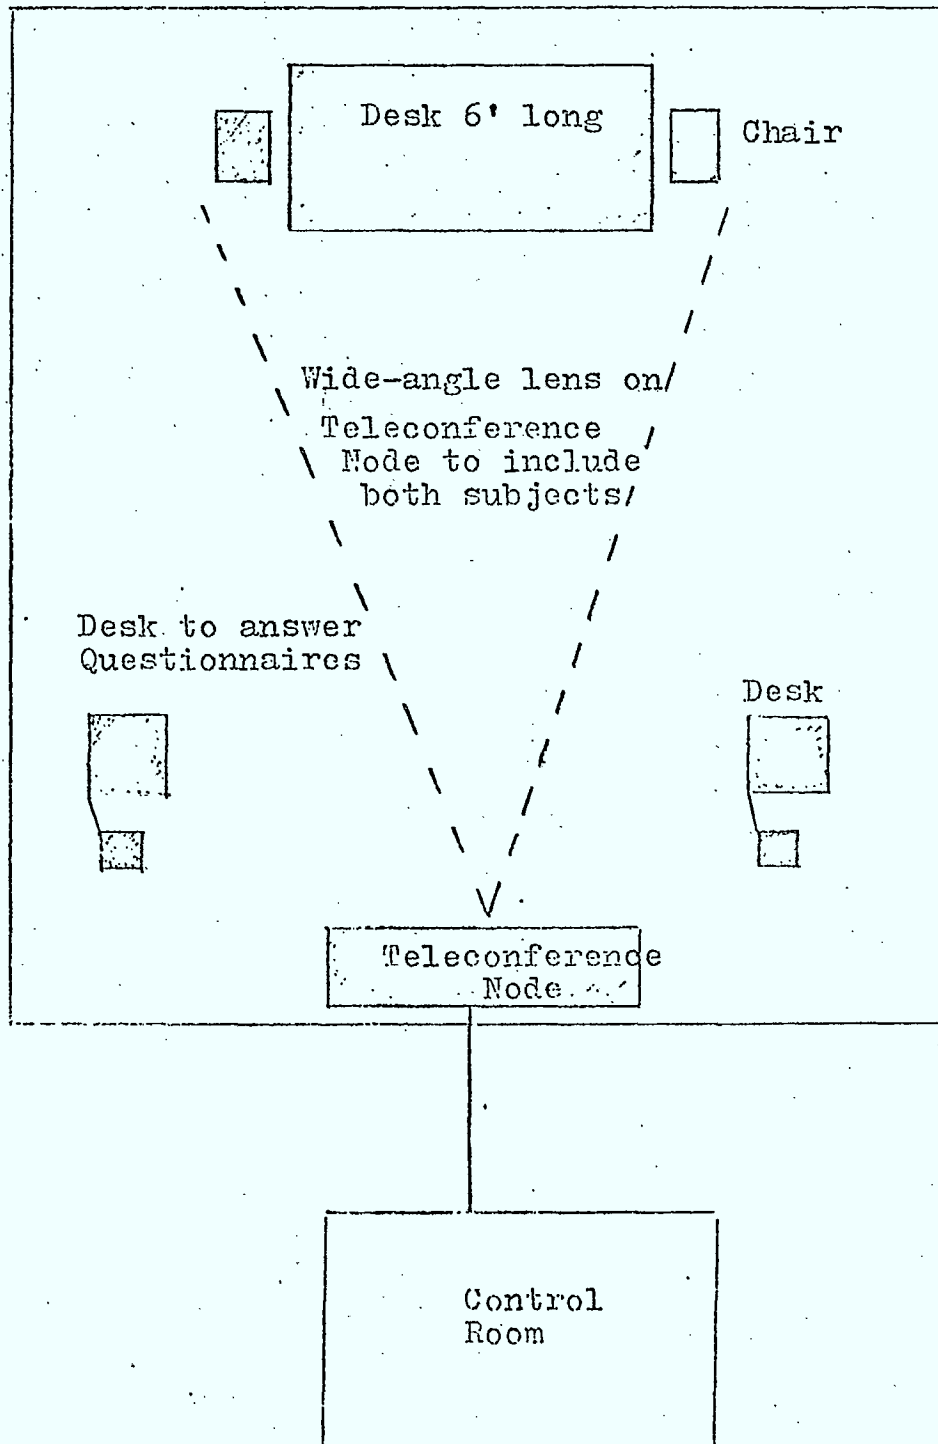 Desk 6' long
Chair
Wide-angle lens on
Teleconference
Node to include
both subjects
Desk to answer
Questionnaires
Desk
Teleconference
Node
Control
Room